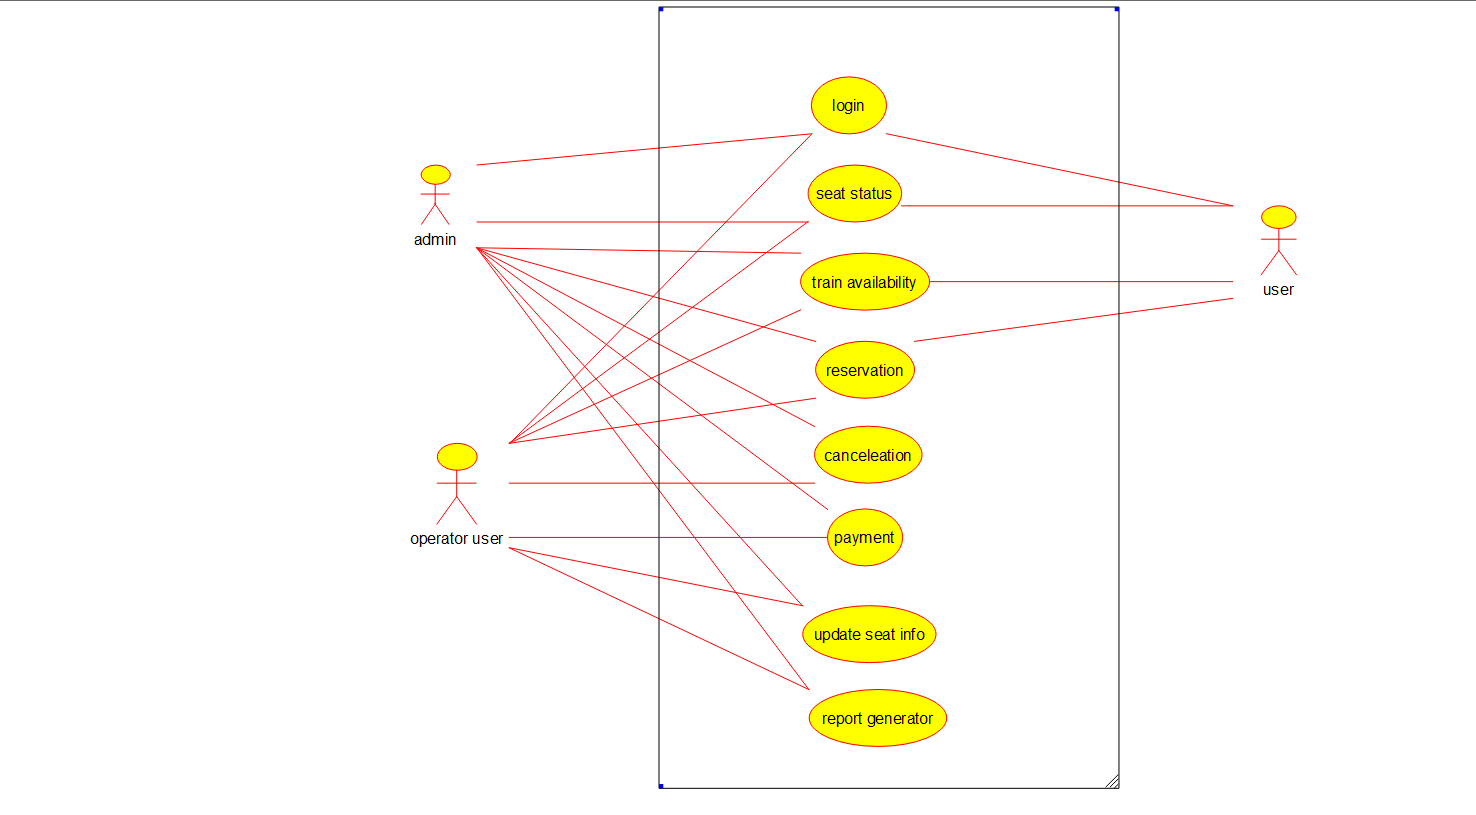 login
seat status
admin
train availability
user
reservation
canceleation
operator user
payment
update seat info
report generator